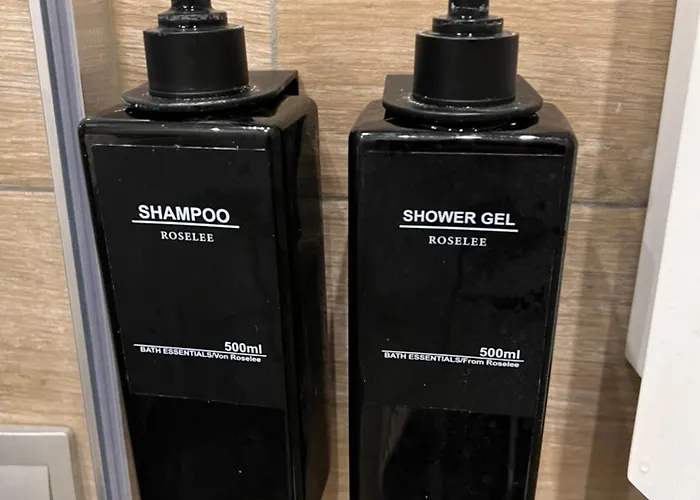 SHAMPOO
ROSELEE
500ml
BATH ESSENTIALS/Von Roselee
SHOWER GEL
ROSELEE
500ml
BATH ESSENTIALS/From Roselee